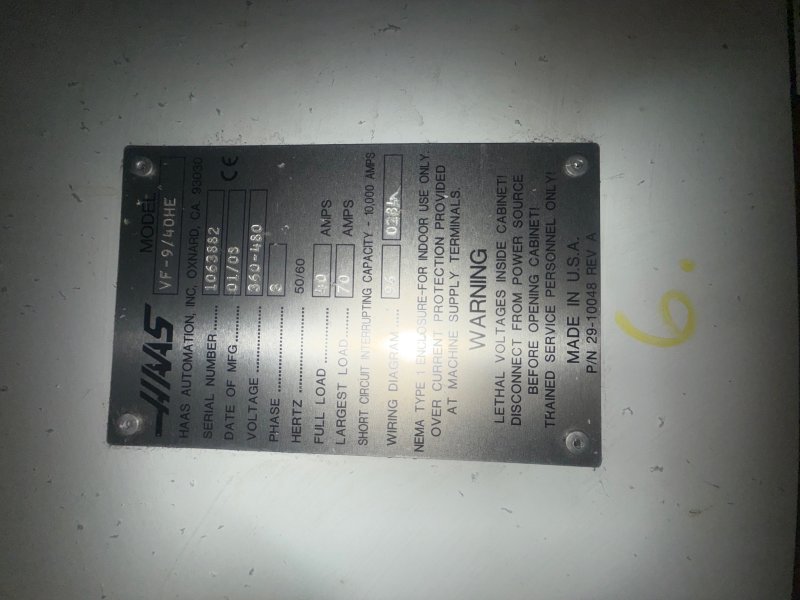 HAAS
MODEL
VF-9/40HE
HAAS AUTOMATION, INC, OXNARD, CA 93030 CE
SERIAL NUMBER ....... 1063882
DATE OF MFG ............ 01/03
VOLTAGE .................. 360-480
PHASE ...................... 3
HERTZ ...................... 50/60
FULL LOAD ............... AMPS
LARGEST LOAD ......... 70 AMPS
SHORT CIRCUIT INTERRUPTING CAPACITY - 10,000 AMPS
WIRING DIAGRAM ....
NEMA TYPE 1 ENCLOSURE-FOR INDOOR USE ONLY.
OVER CURRENT PROTECTION PROVIDED
AT MACHINE SUPPLY TERMINALS.
WARNING
LETHAL VOLTAGES INSIDE CABINET!
DISCONNECT FROM POWER SOURCE
BEFORE OPENING CABINET!
TRAINED SERVICE PERSONNEL ONLY!
MADE IN U.S.A.
P/N 29-10048 REV A
6.